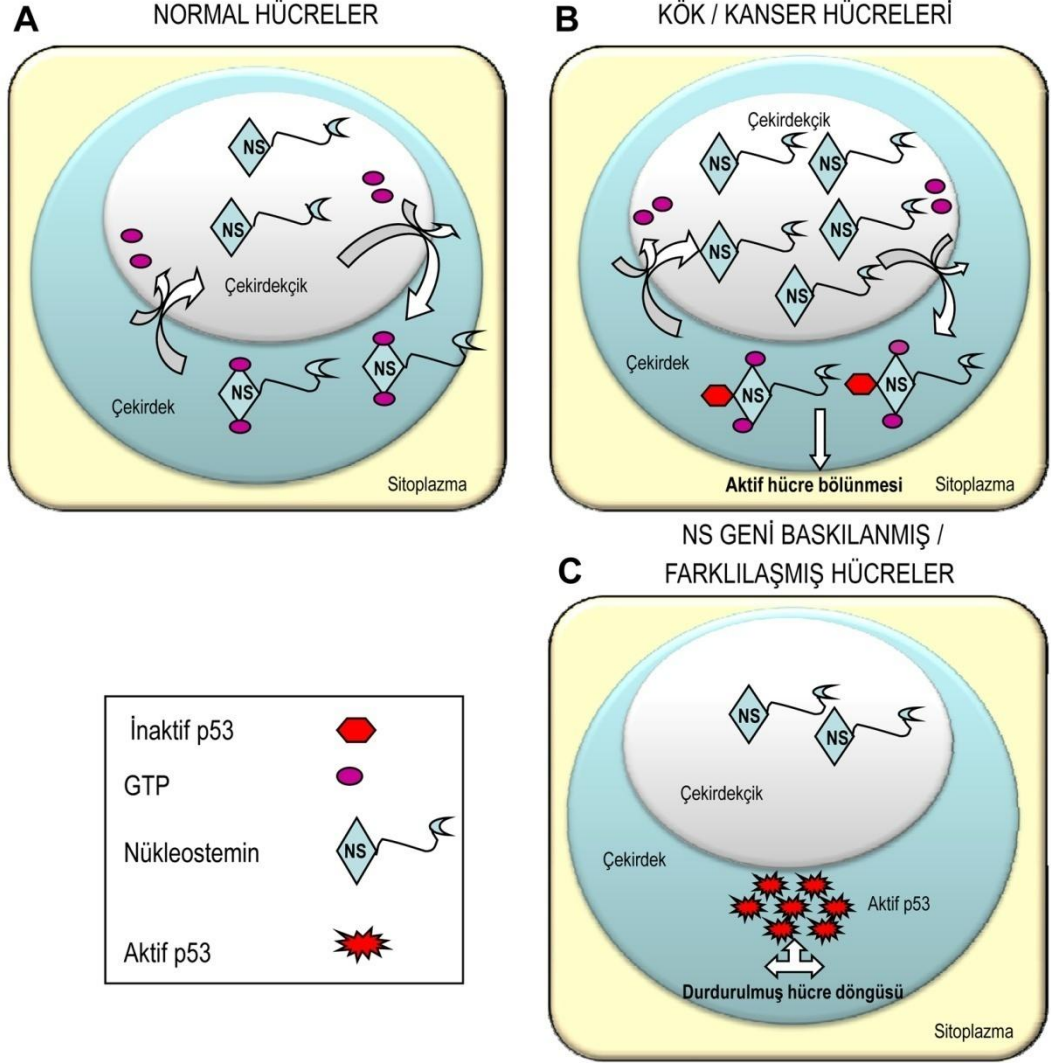 A
NORMAL HÜCRELER
NS
NS
Çekirdekçik
NS
NS
Çekirdek
Sitoplazma
B
KÖK / KANSER HÜCRELERİ
Çekirdekçik
NS
NS
NS
NS
NS
Çekirdek
NS
NS
Aktif hücre bölünmesi
Sitoplazma
NS GENİ BASKILANMIŞ /
C
FARKLILAŞMIŞ HÜCRELER
NS
NS
Çekirdekçik
Çekirdek
Aktif p53
Durdurulmuş hücre döngüsü
Sitoplazma
İnaktif p53
GTP
Nükleostemin
NS
Aktif p53